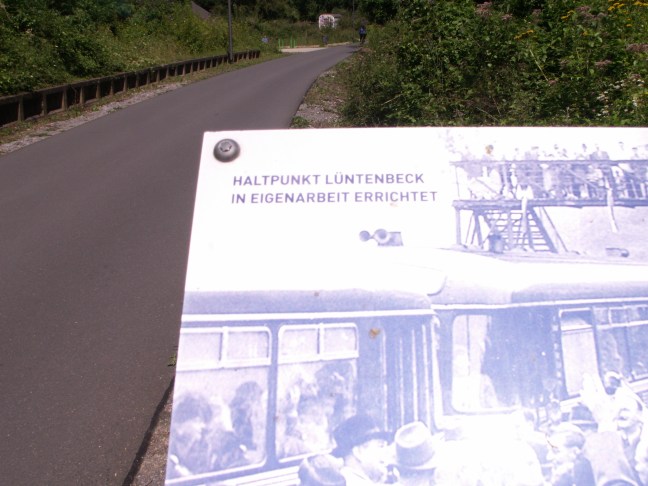 HALTPUNKT LÜNTENBECK
IN EIGENARBEIT ERRICHTET